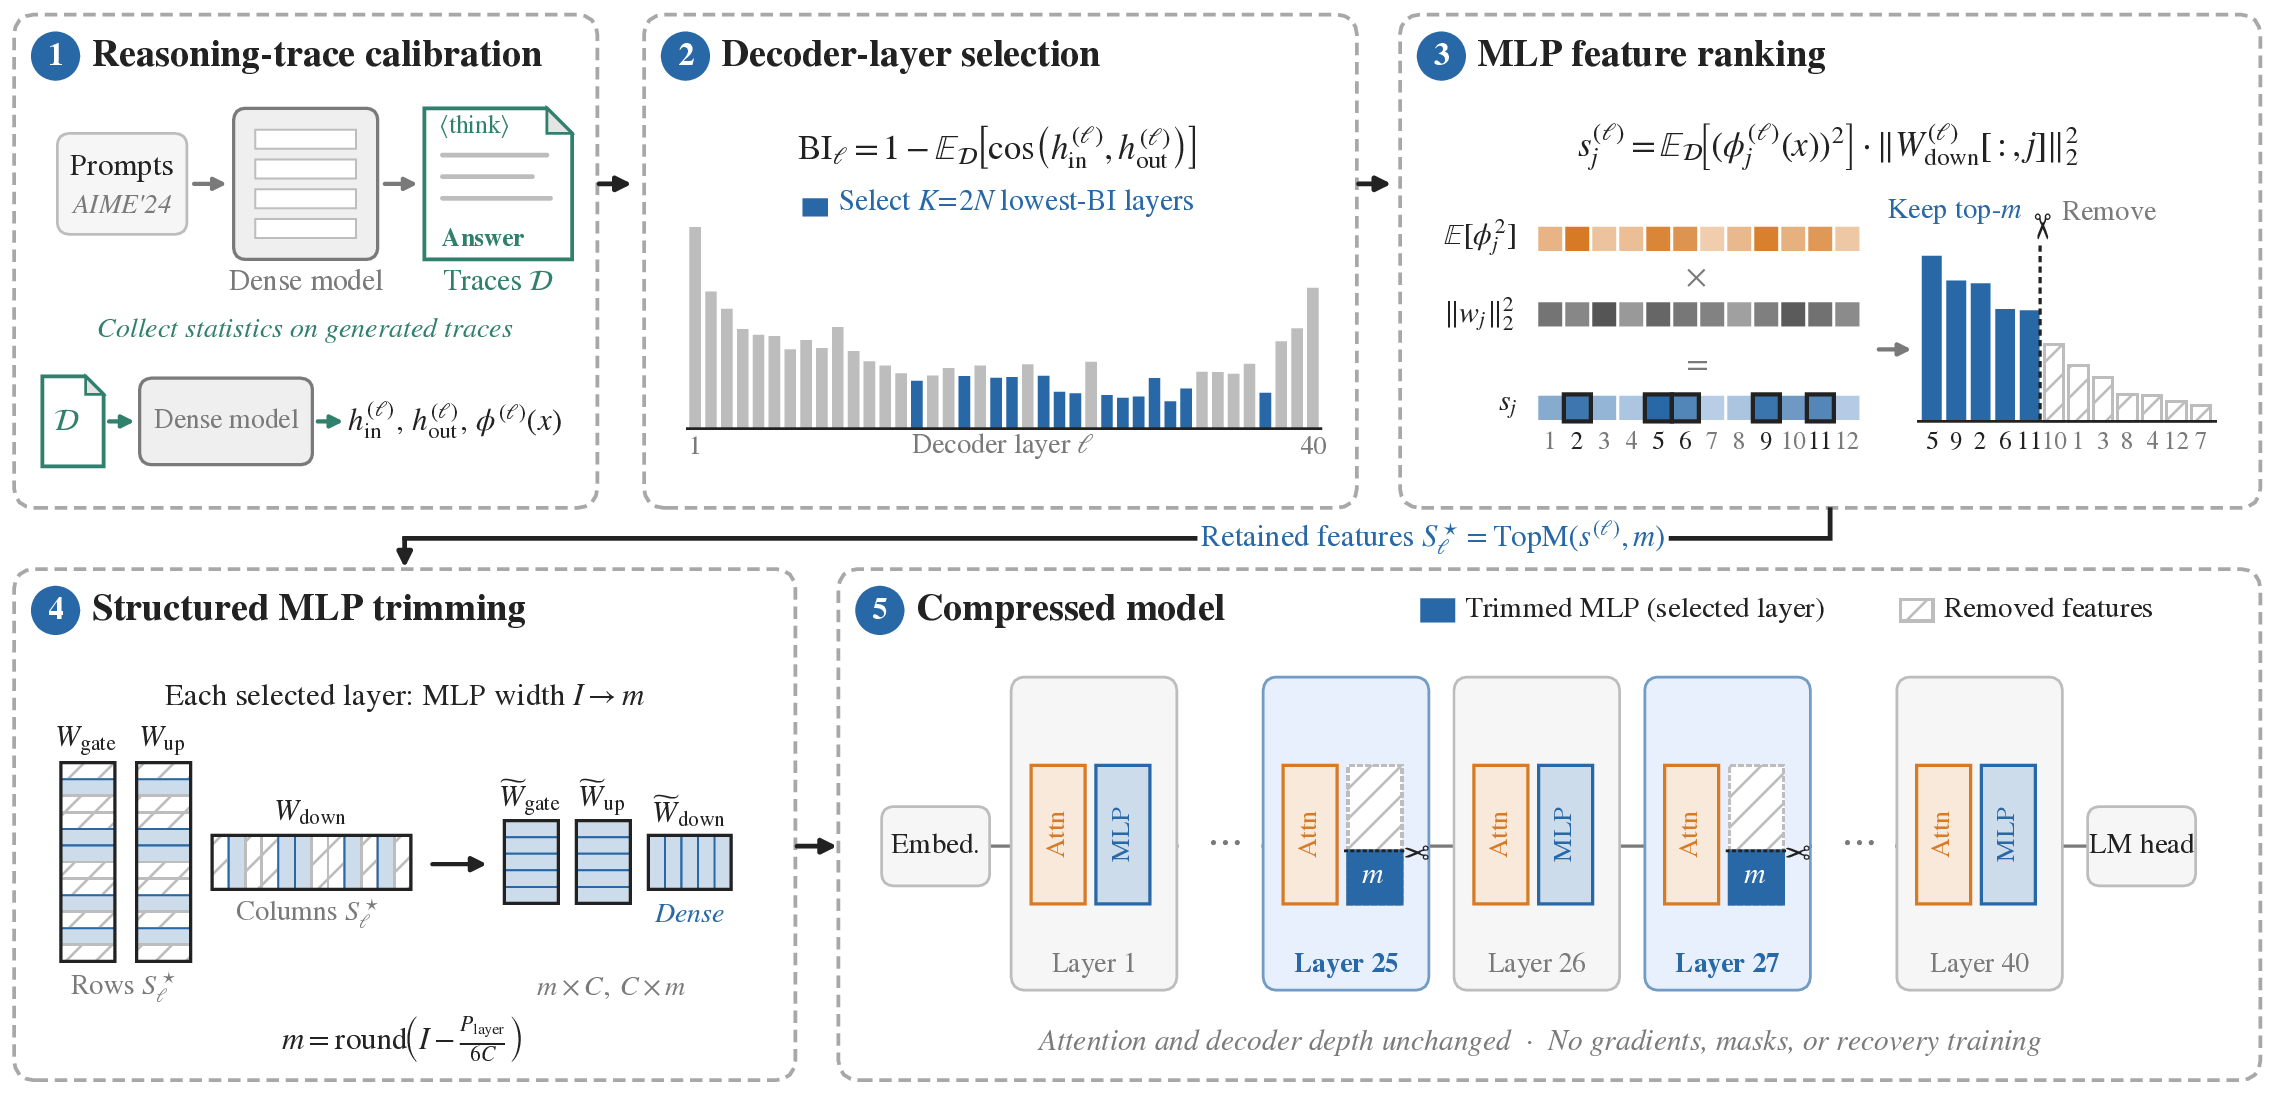 1 Reasoning-trace calibration
Prompts
AIME'24
Dense model
⟨think⟩
Answer
Traces 𝒟
Collect statistics on generated traces
𝒟
Dense model
h_in^(ℓ), h_out^(ℓ), ϕ^(ℓ)(x)
2 Decoder-layer selection
BI_ℓ = 1 − 𝔼_𝒟[cos(h_in^(ℓ), h_out^(ℓ))]
Select K=2N lowest-BI layers
1 Decoder layer ℓ 40
3 MLP feature ranking
s_j^(ℓ) = 𝔼_𝒟[(ϕ_j^(ℓ)(x))^2] · ‖W_down^(ℓ)[:,j]‖_2^2
Keep top-m Remove
𝔼[ϕ_j^2]
×
‖w_j‖_2^2
=
s_j
1 2 3 4 5 6 7 8 9 10 11 12
5 9 2 6 11 10 1 3 8 4 12 7
Retained features S_ℓ^⋆ = TopM(s^(ℓ), m)
4 Structured MLP trimming
Each selected layer: MLP width I → m
W_gate W_up
W_down
Columns S_ℓ^⋆
Rows S_ℓ^⋆
W̃_gate W̃_up W̃_down
Dense
m × C, C × m
m = round(I − P_layer/6C)
5 Compressed model
Trimmed MLP (selected layer)
Removed features
Embed.
Attn MLP
Layer 1
...
Attn m
Layer 25
Attn MLP
Layer 26
Attn m
Layer 27
...
Attn MLP
Layer 40
LM head
Attention and decoder depth unchanged · No gradients, masks, or recovery training